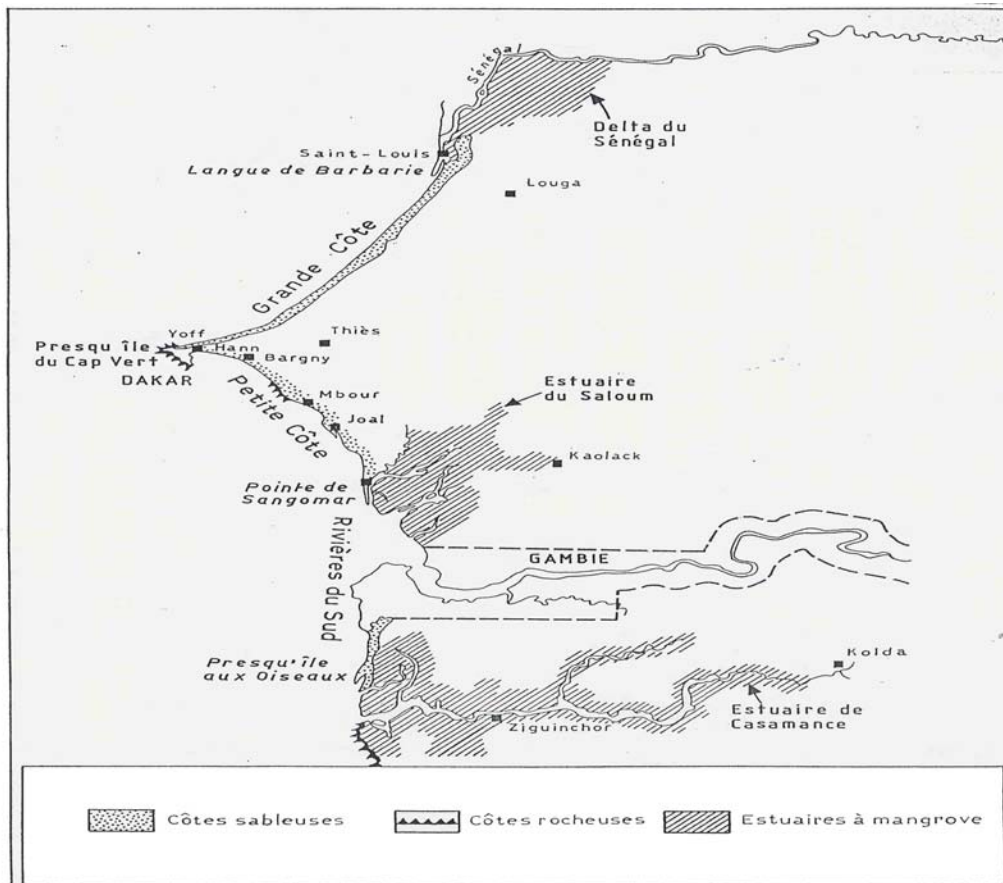 Sénégal
Delta du
Sénégal
Saint-Louis
Langue de Barbarie
Louga
Grande Côte
Yoff
Thiès
Presqu'île
du Cap Vert
Hann
Bargny
DAKAR
Mbour
Petite Côte
Joal
Estuaire
du Saloum
Kaolack
Pointe de
Sangomar
Rivières du Sud
GAMBIE
Presqu'île
aux Oiseaux
Kolda
Estuaire de
Casamance
Ziguinchor
Côtes sableuses
Côtes rocheuses
Estuaires à mangrove